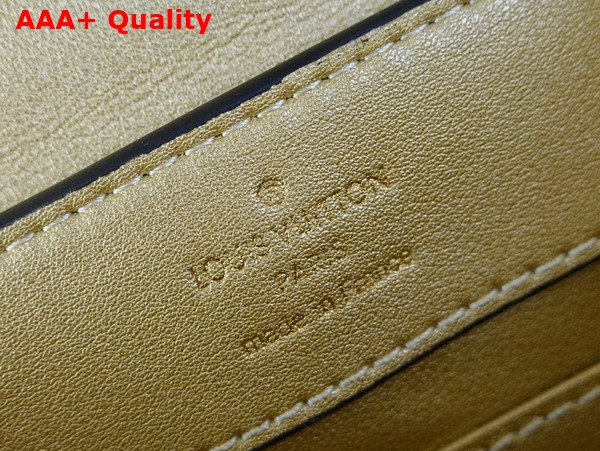 AAA+ Quality
®
LOUIS VUITTON
PARIS
made in France